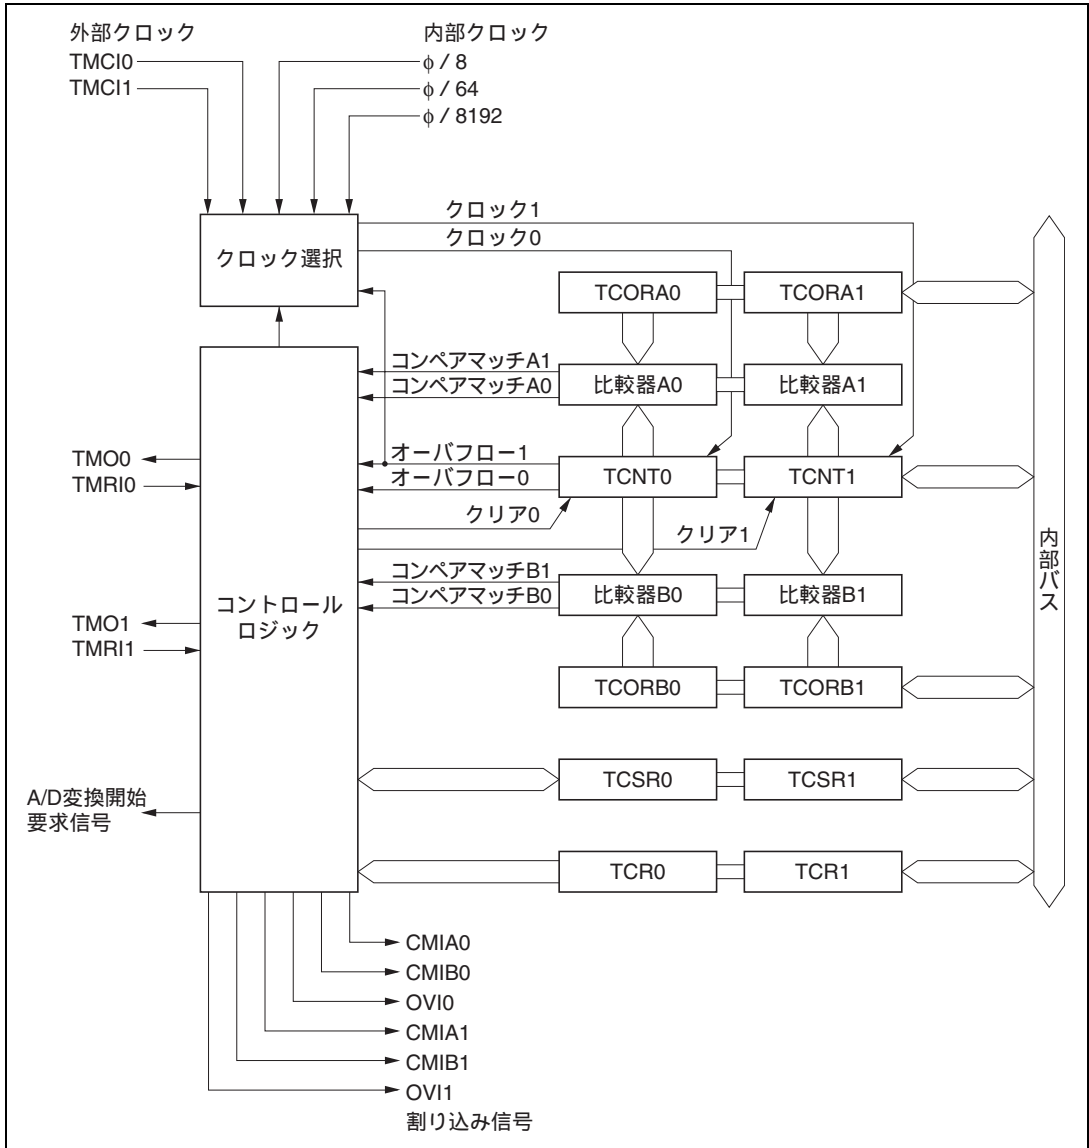 外部クロック
TMCI0
TMCI1
内部クロック
φ / 8
φ / 64
φ / 8192
クロック1
クロック0
クロック選択
TCORA0
TCORA1
コンペアマッチA1
コンペアマッチA0
比較器A0
比較器A1
TMO0
TMRI0
オーバフロー1
オーバフロー0
TCNT0
TCNT1
クリア0
クリア1
内部バス
コンペアマッチB1
コンペアマッチB0
比較器B0
比較器B1
コントロール
ロジック
TMO1
TMRI1
TCORB0
TCORB1
TCSR0
TCSR1
A/D変換開始
要求信号
TCR0
TCR1
CMIA0
CMIB0
OVI0
CMIA1
CMIB1
OVI1
割り込み信号